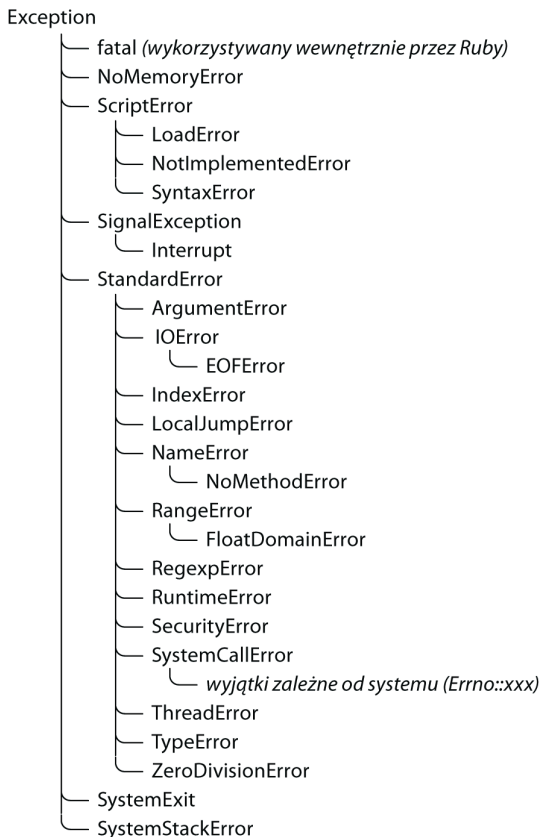 Exception
fatal (wykorzystywany wewnętrznie przez Ruby)
NoMemoryError
ScriptError
LoadError
NotImplementedError
SyntaxError
SignalException
Interrupt
StandardError
ArgumentError
IOError
EOFError
IndexError
LocalJumpError
NameError
NoMethodError
RangeError
FloatDomainError
RegexpError
RuntimeError
SecurityError
SystemCallError
wyjątki zależne od systemu (Errno::xxx)
ThreadError
TypeError
ZeroDivisionError
SystemExit
SystemStackError